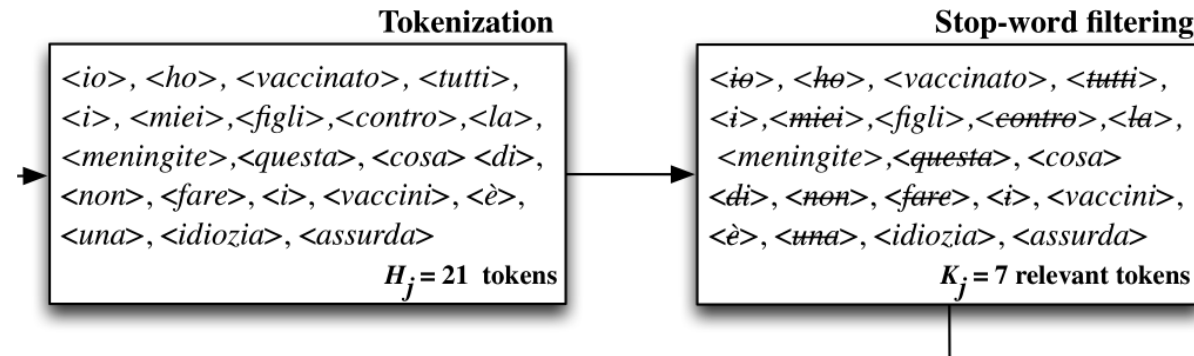 Tokenization
<io>, <ho>, <vaccinato>, <tutti>,
<i>, <miei>,<figli>,<contro>,<la>,
<meningite>,<questa>, <cosa> <di>,
<non>, <fare>, <i>, <vaccini>, <è>,
<una>, <idiozia>, <assurda>
Hj = 21 tokens
Stop-word filtering
<io>, <ho>, <vaccinato>, <tutti>,
<i>,<miei>,<figli>,<contro>,<la>,
<meningite>,<questa>, <cosa>
<di>, <non>, <fare>, <i>, <vaccini>,
<è>, <una>, <idiozia>, <assurda>
Kj = 7 relevant tokens